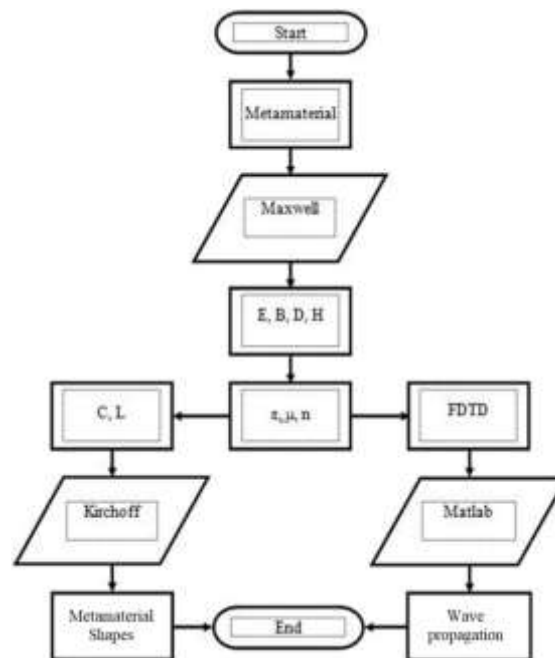 Start
Metamaterial
Maxwell
E, B, D, H
C, L
ε, μ, n
FDTD
Kirchoff
Matlab
Metamaterial
Shapes
End
Wave
propagation